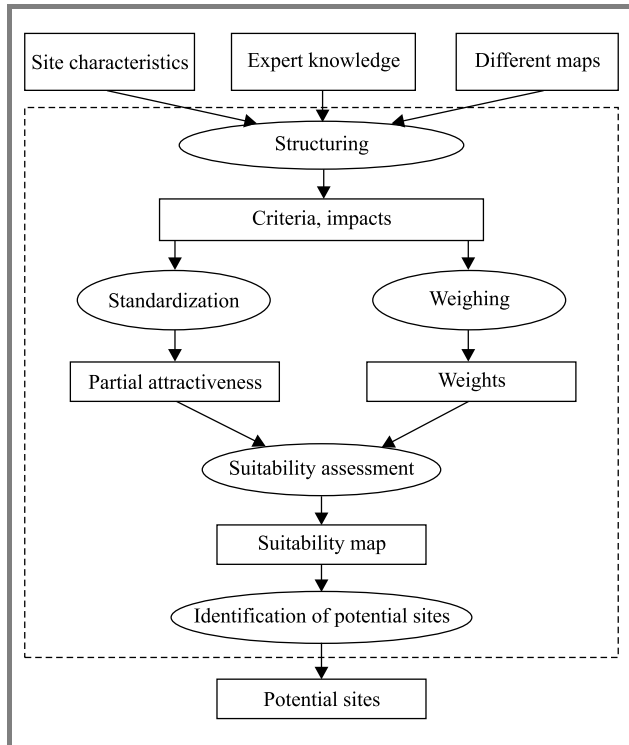 Site characteristics
Expert knowledge
Different maps
Structuring
Criteria, impacts
Standardization
Weighing
Partial attractiveness
Weights
Suitability assessment
Suitability map
Identification of potential sites
Potential sites